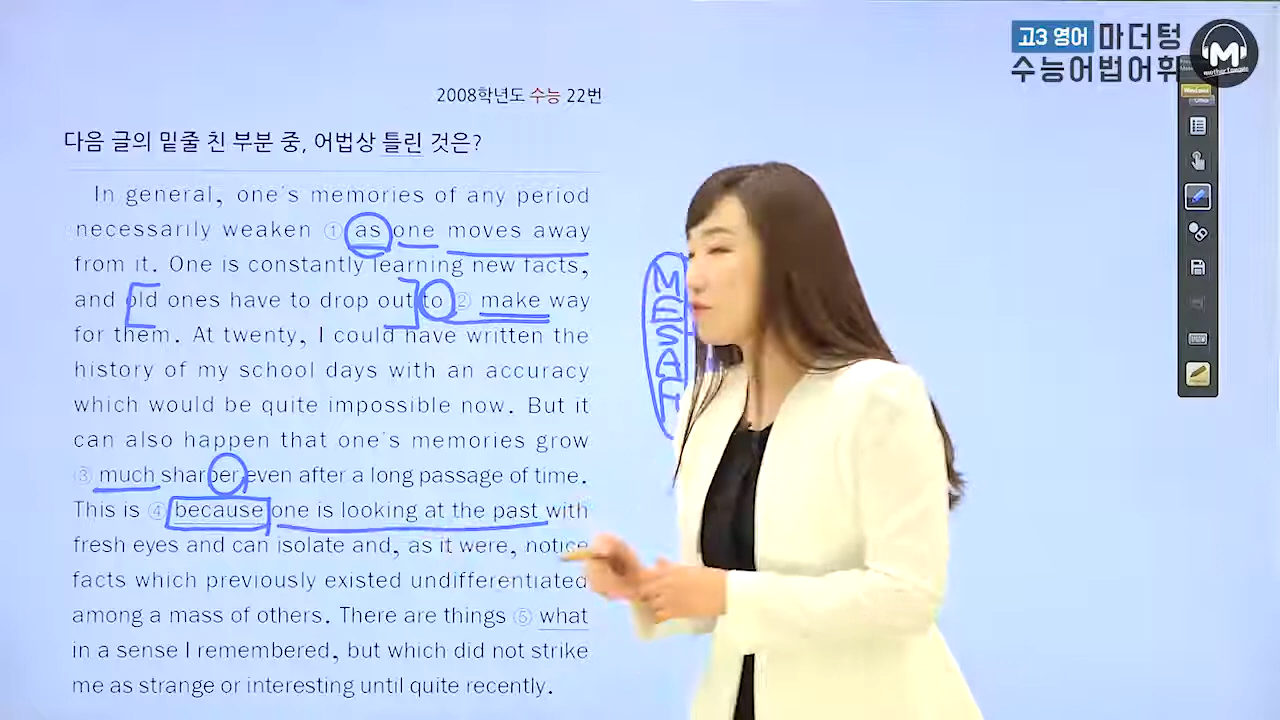 고3 영어 마더텅
수능어법어휘
M
mother tongue
2008학년도 수능 22번
다음 글의 밑줄 친 부분 중, 어법상 틀린 것은?
In general, one's memories of any period
necessarily weaken ① as one moves away
from it. One is constantly learning new facts,
and old ones have to drop out to ② make way
for them. At twenty, I could have written the
history of my school days with an accuracy
which would be quite impossible now. But it
can also happen that one's memories grow
③ much sharper even after a long passage of time.
This is ④ because one is looking at the past with
fresh eyes and can isolate and, as it were, notice
facts which previously existed undifferentiated
among a mass of others. There are things ⑤ what
in a sense I remembered, but which did not strike
me as strange or interesting until quite recently.
MESAT